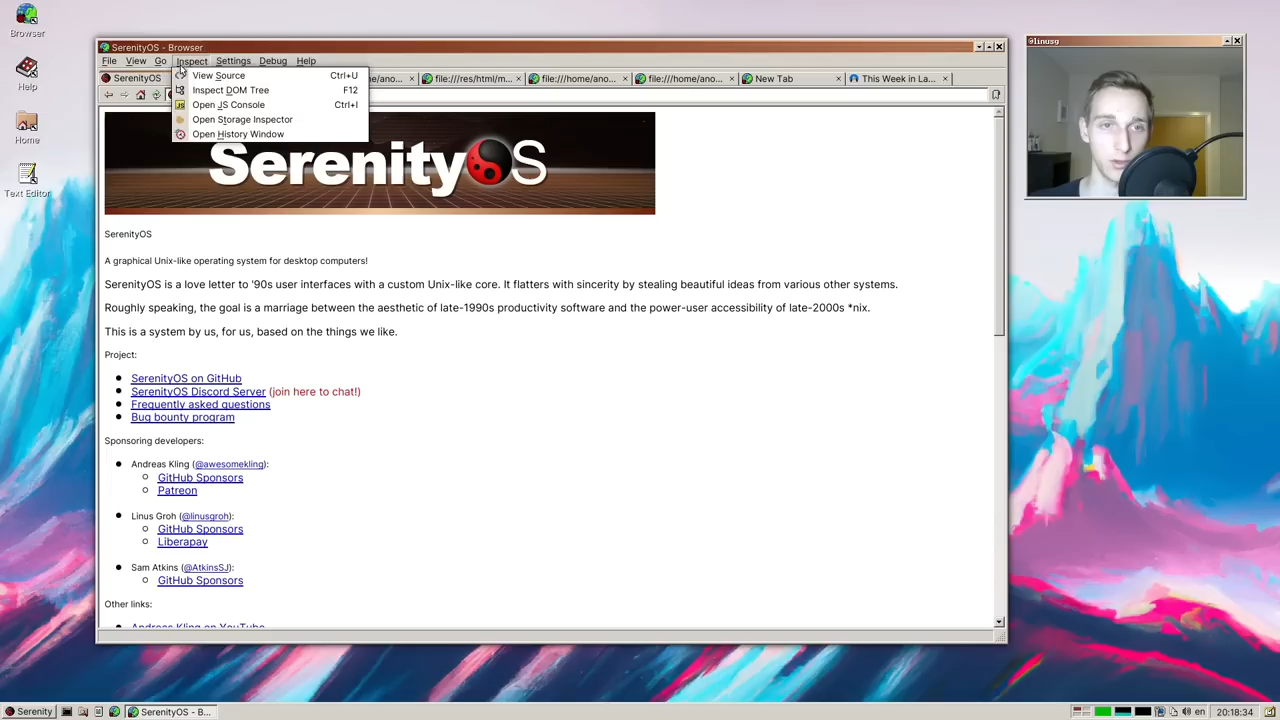 Browser
Help
Home
Text Editor
SerenityOS - Browser
File View Go Inspect Settings Debug Help
SerenityOS
/home/ano...
file:///res/html/m...
file:///home/ano...
file:///home/ano...
New Tab
This Week in La...
View Source Ctrl+U
Inspect DOM Tree F12
Open JS Console Ctrl+I
Open Storage Inspector
Open History Window
SerenityOS
SerenityOS
A graphical Unix-like operating system for desktop computers!
SerenityOS is a love letter to '90s user interfaces with a custom Unix-like core. It flatters with sincerity by stealing beautiful ideas from various other systems.
Roughly speaking, the goal is a marriage between the aesthetic of late-1990s productivity software and the power-user accessibility of late-2000s *nix.
This is a system by us, for us, based on the things we like.
Project:
SerenityOS on GitHub
SerenityOS Discord Server (join here to chat!)
Frequently asked questions
Bug bounty program
Sponsoring developers:
Andreas Kling (@awesomekling):
GitHub Sponsors
Patreon
Linus Groh (@linusgroh):
GitHub Sponsors
Liberapay
Sam Atkins (@AtkinsSJ):
GitHub Sponsors
Other links:
Andreas Kling on YouTube
@linusg
Serenity
SerenityOS - B...
en
20:18:34